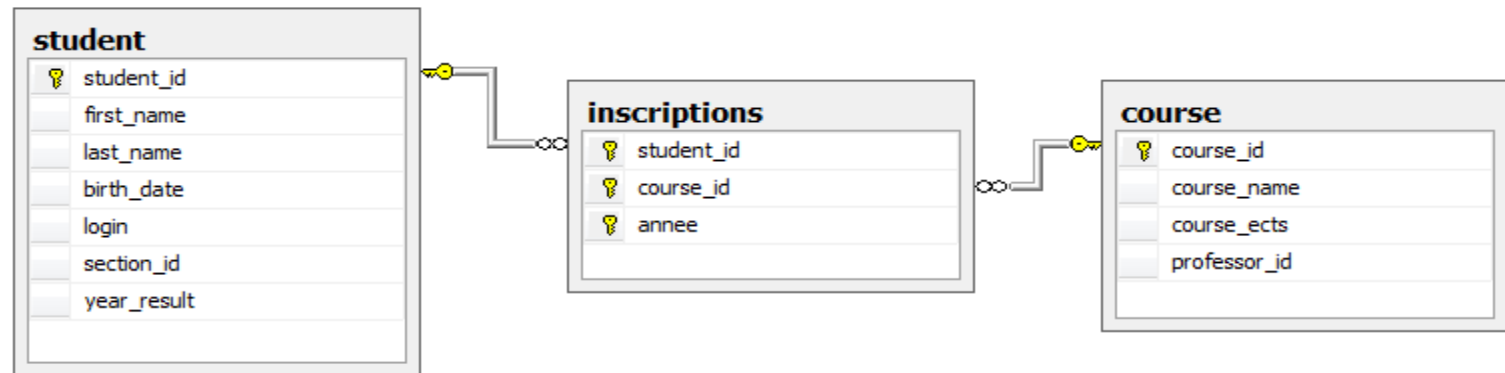 student
student_id
first_name
last_name
birth_date
login
section_id
year_result
inscriptions
student_id
course_id
annee
course
course_id
course_name
course_ects
professor_id